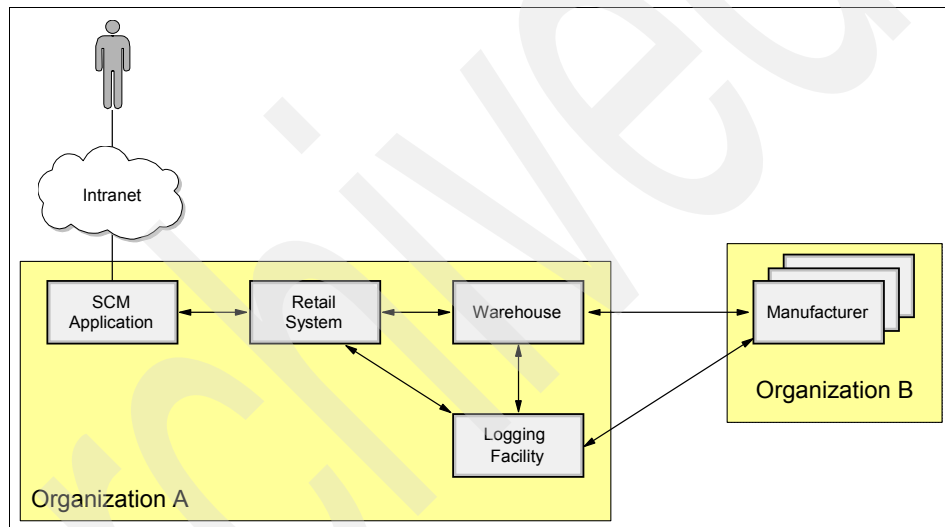 Intranet
SCM
Application
Retail
System
Warehouse
Manufacturer
Logging
Facility
Organization A
Organization B